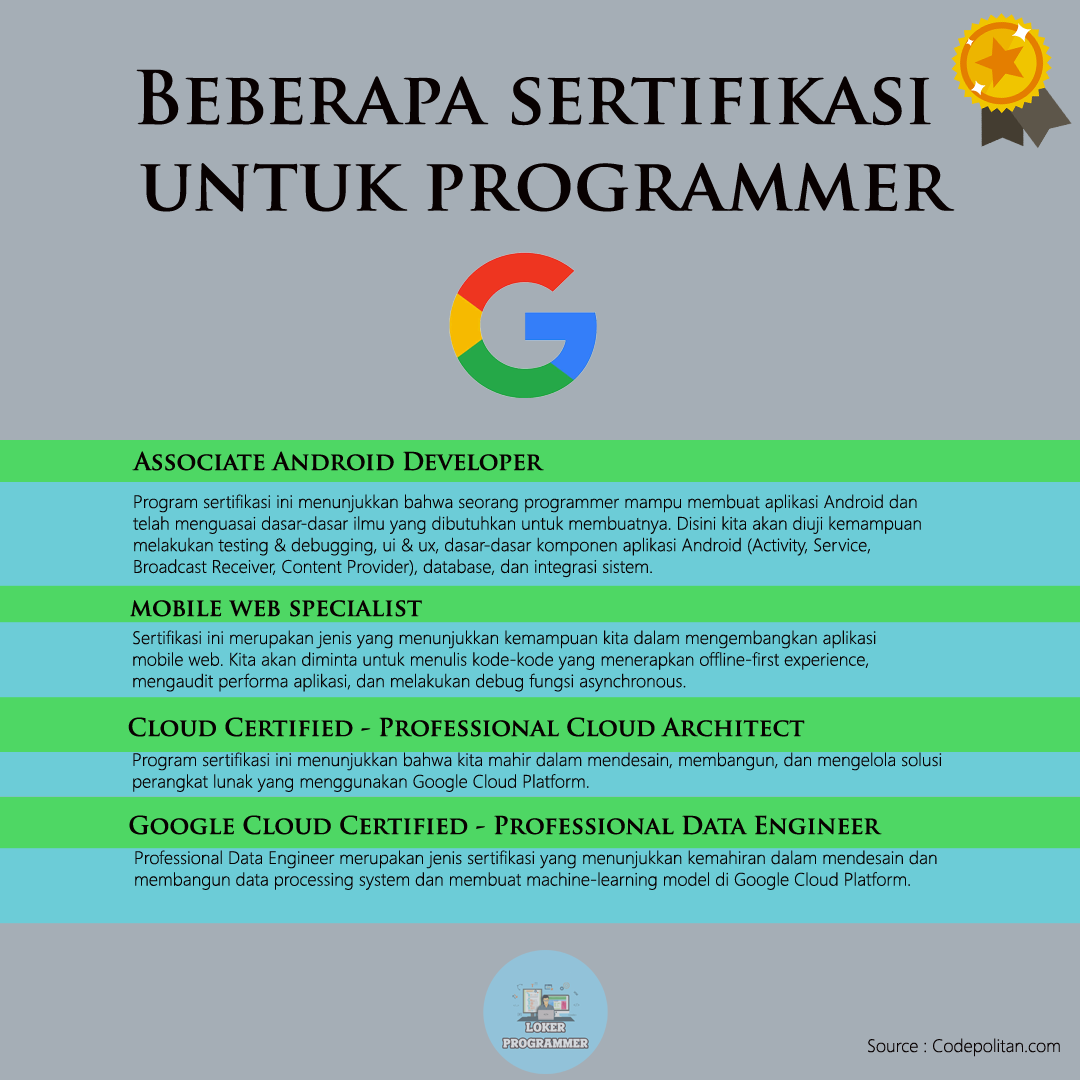 Beberapa sertifikasi
untuk programmer
Associate Android Developer
Program sertifikasi ini menunjukkan bahwa seorang programmer mampu membuat aplikasi Android dan
telah menguasai dasar-dasar ilmu yang dibutuhkan untuk membuatnya. Disini kita akan diuji kemampuan
melakukan testing & debugging, ui & ux, dasar-dasar komponen aplikasi Android (Activity, Service,
Broadcast Receiver, Content Provider), database, dan integrasi sistem.
mobile web specialist
Sertifikasi ini merupakan jenis yang menunjukkan kemampuan kita dalam mengembangkan aplikasi
mobile web. Kita akan diminta untuk menulis kode-kode yang menerapkan offline-first experience,
mengaudit performa aplikasi, dan melakukan debug fungsi asynchronous.
Cloud Certified - Professional Cloud Architect
Program sertifikasi ini menunjukkan bahwa kita mahir dalam mendesain, membangun, dan mengelola solusi
perangkat lunak yang menggunakan Google Cloud Platform.
Google Cloud Certified - Professional Data Engineer
Professional Data Engineer merupakan jenis sertifikasi yang menunjukkan kemahiran dalam mendesain dan
membangun data processing system dan membuat machine-learning model di Google Cloud Platform.
LOKER
PROGRAMMER
Source : Codepolitan.com